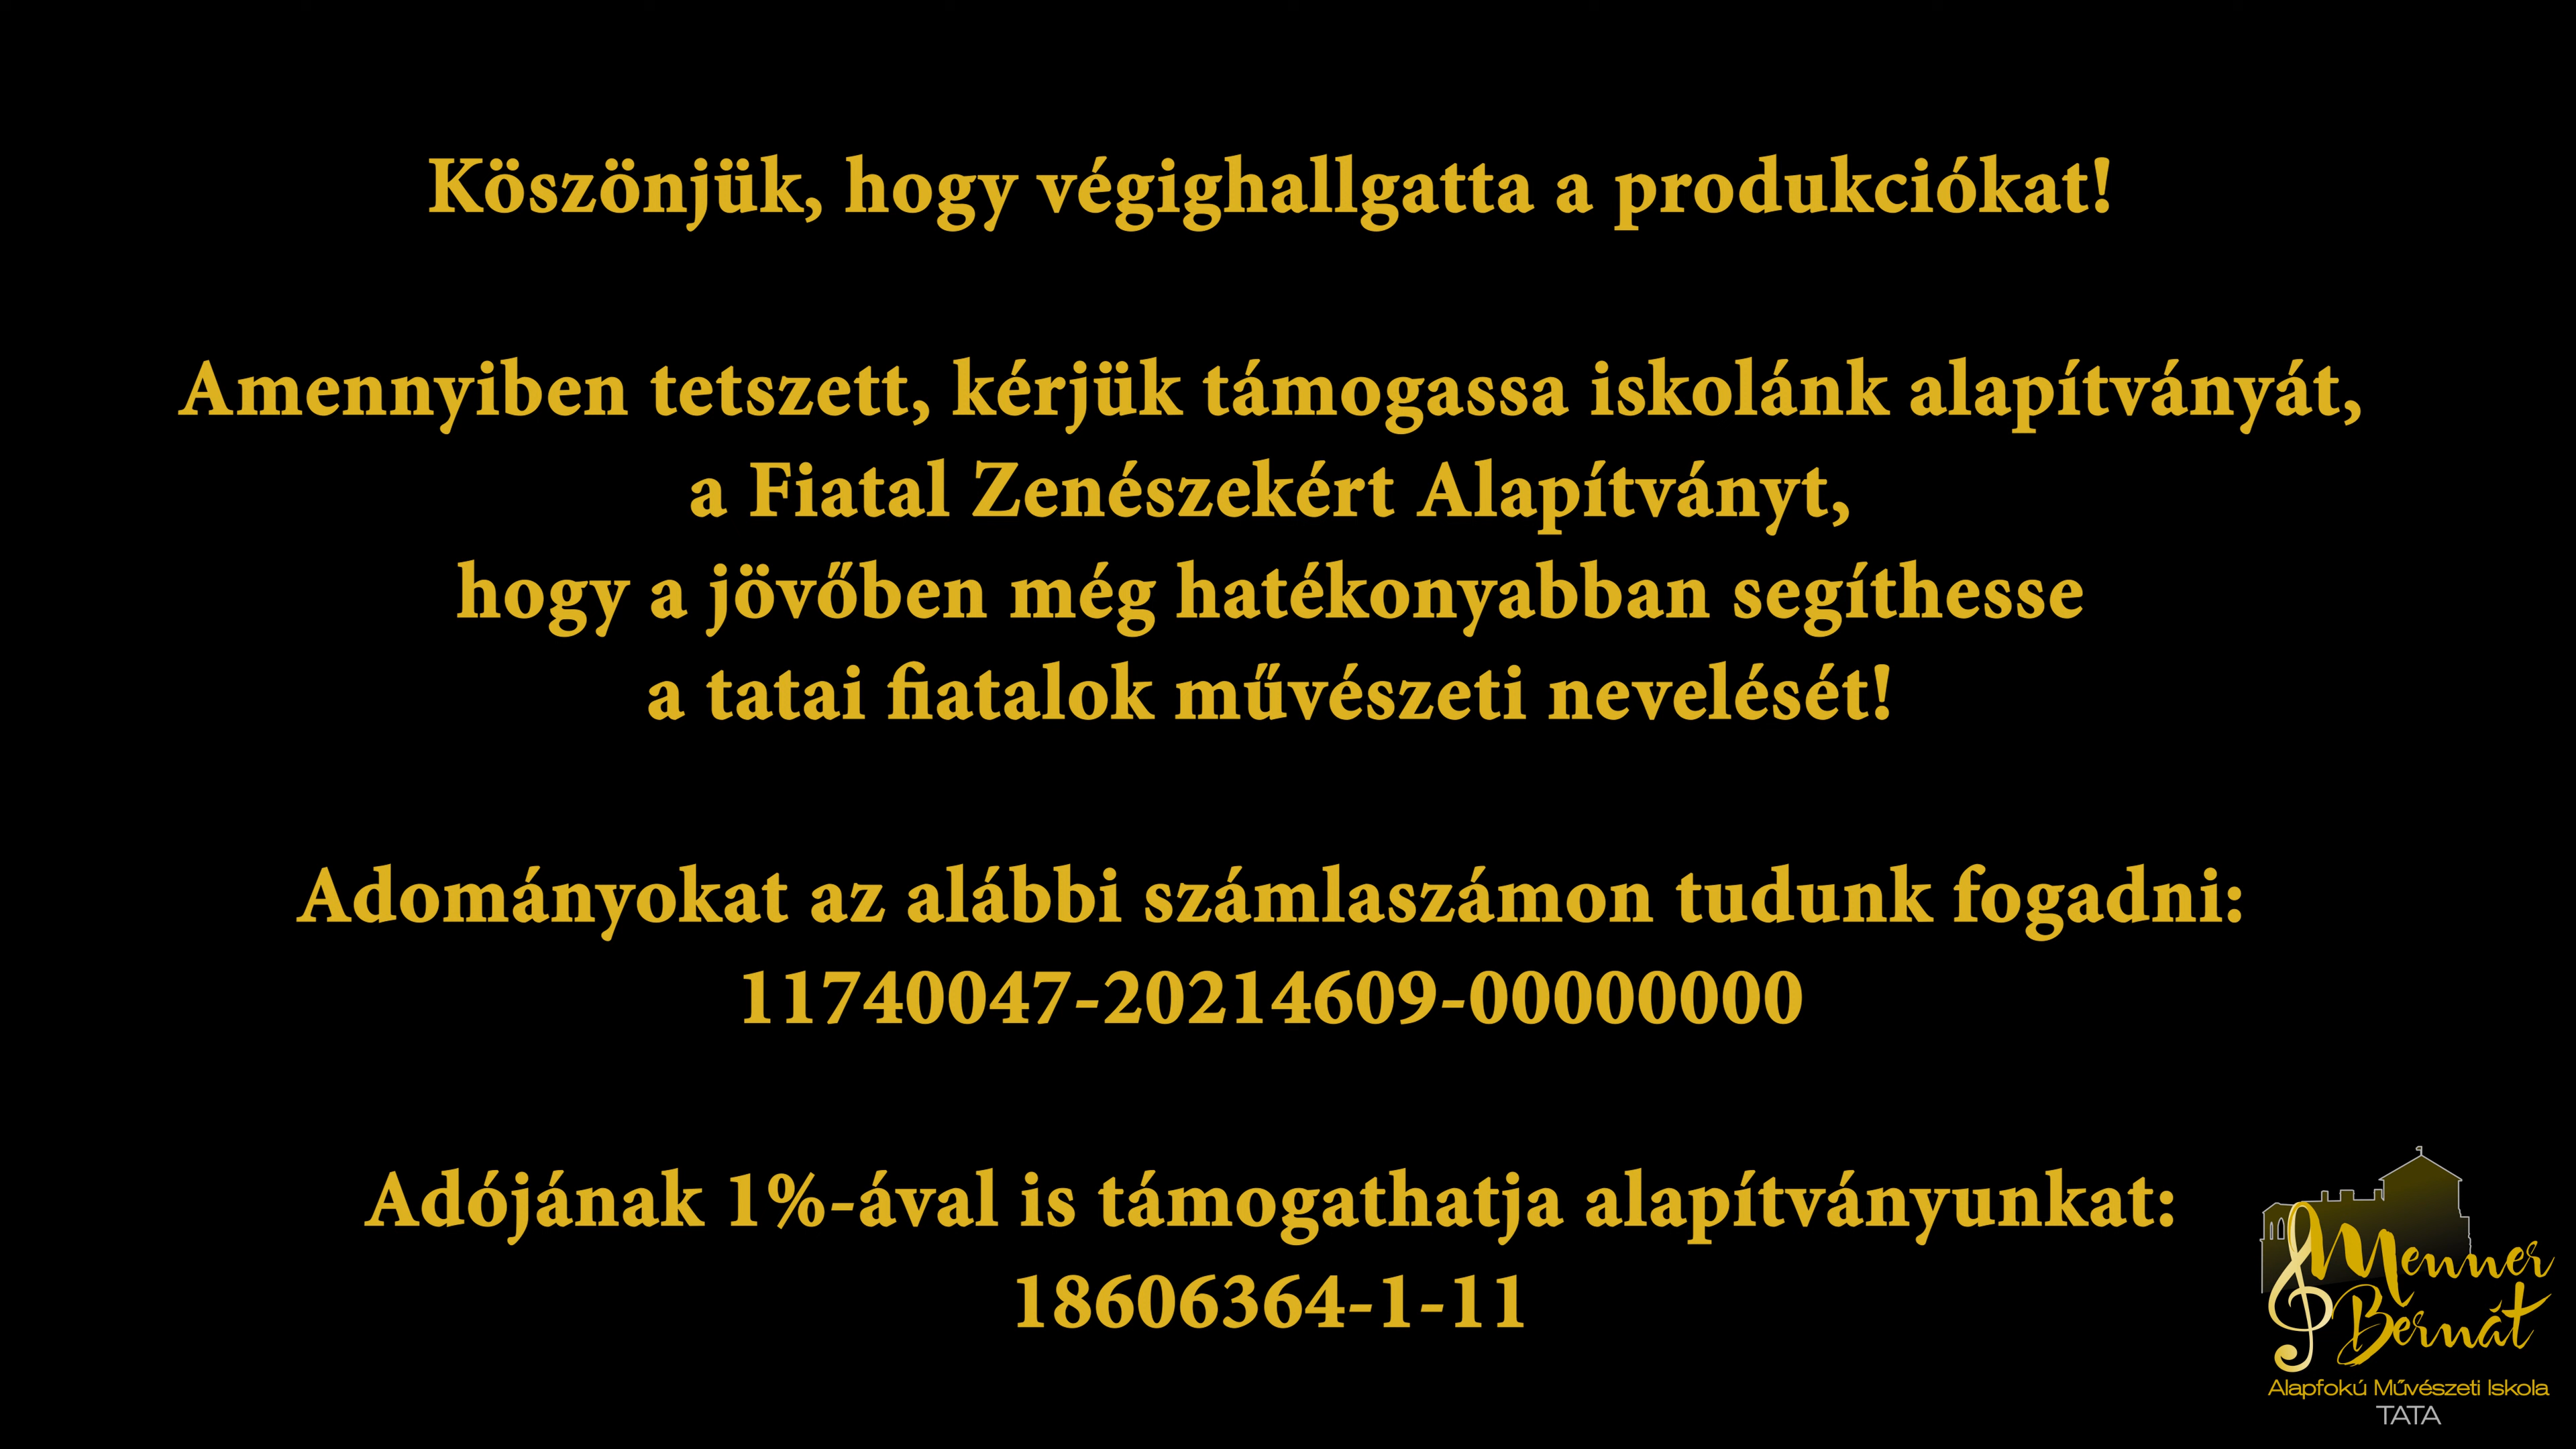 Köszönjük, hogy végighallgatta a produkciókat!
Amennyiben tetszett, kérjük támogassa iskolánk alapítványát,
a Fiatal Zenészekért Alapítványt,
hogy a jövőben még hatékonyabban segíthesse
a tatai fiatalok művészeti nevelését!
Adományokat az alábbi számlaszámon tudunk fogadni:
11740047-20214609-00000000
Adójának 1%-ával is támogathatja alapítványunkat:
18606364-1-11
Menner
Bernát
Alapfokú Művészeti Iskola
TATA